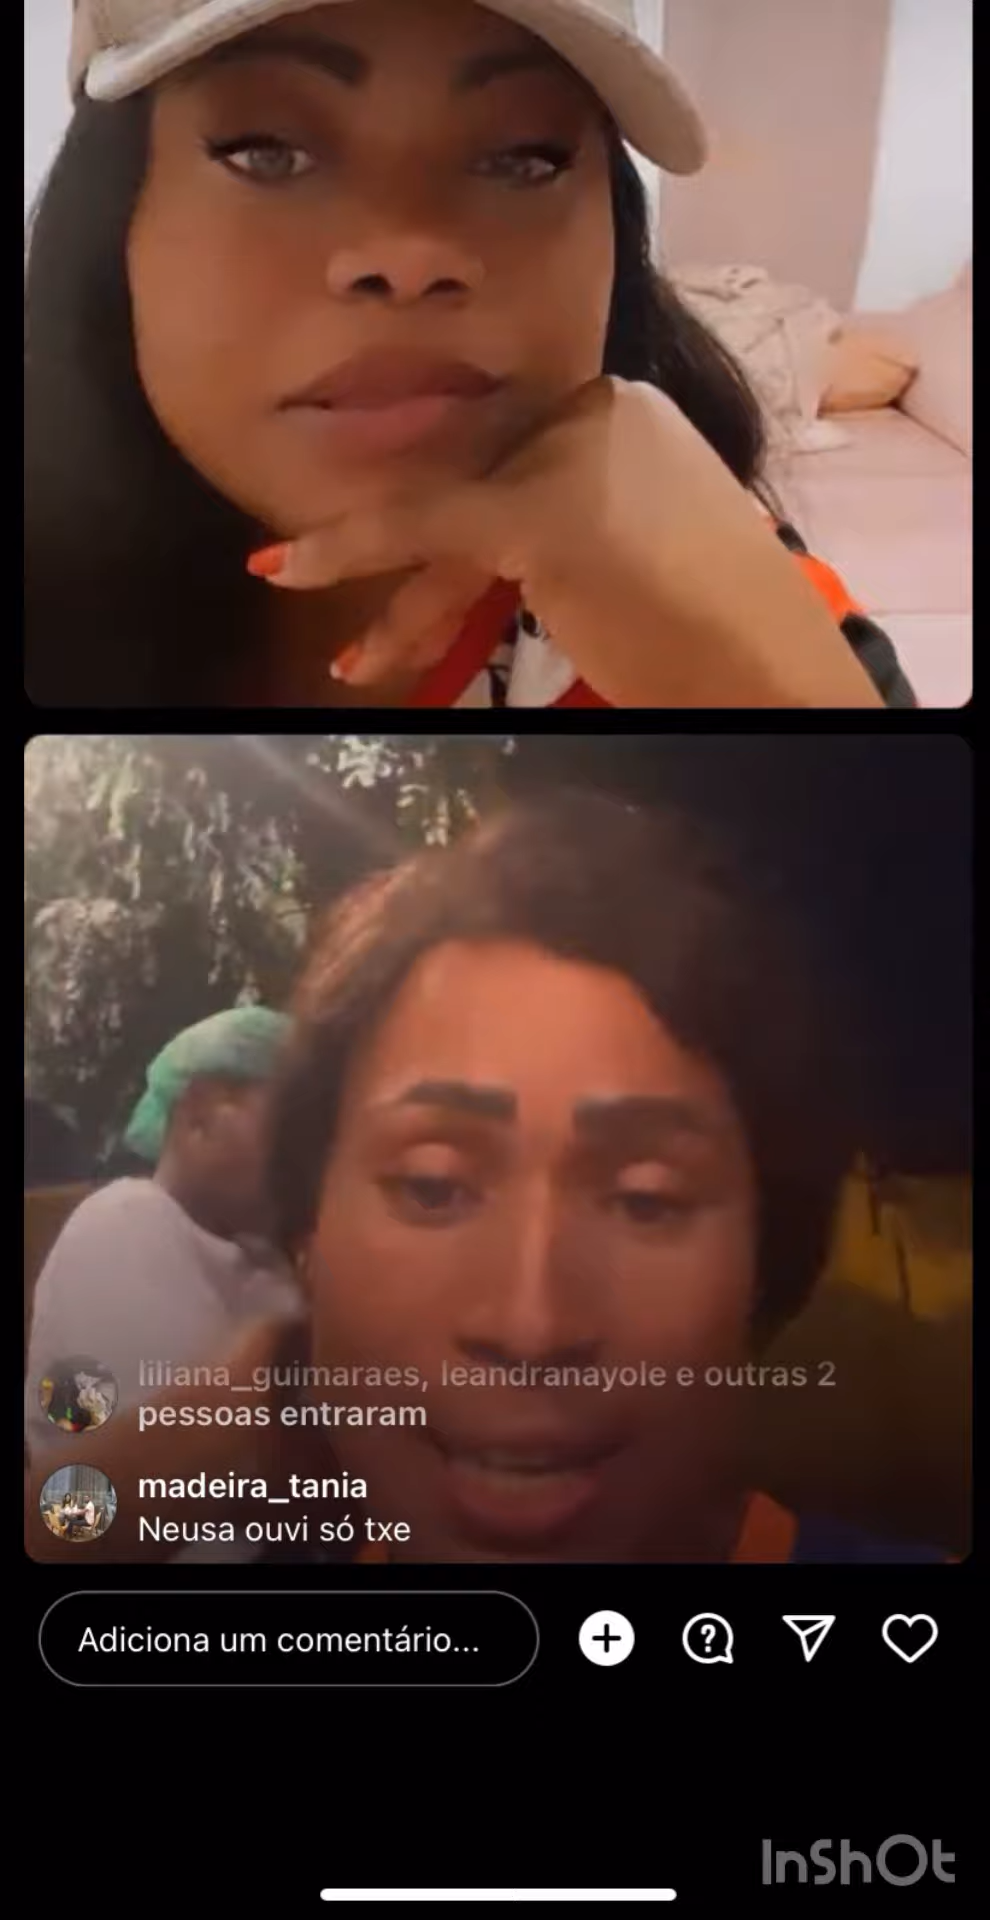 liliana_guimaraes, leandranayole e outras 2
pessoas entraram
madeira_tania
Neusa ouvi só txe
Adiciona um comentário...
InShOt